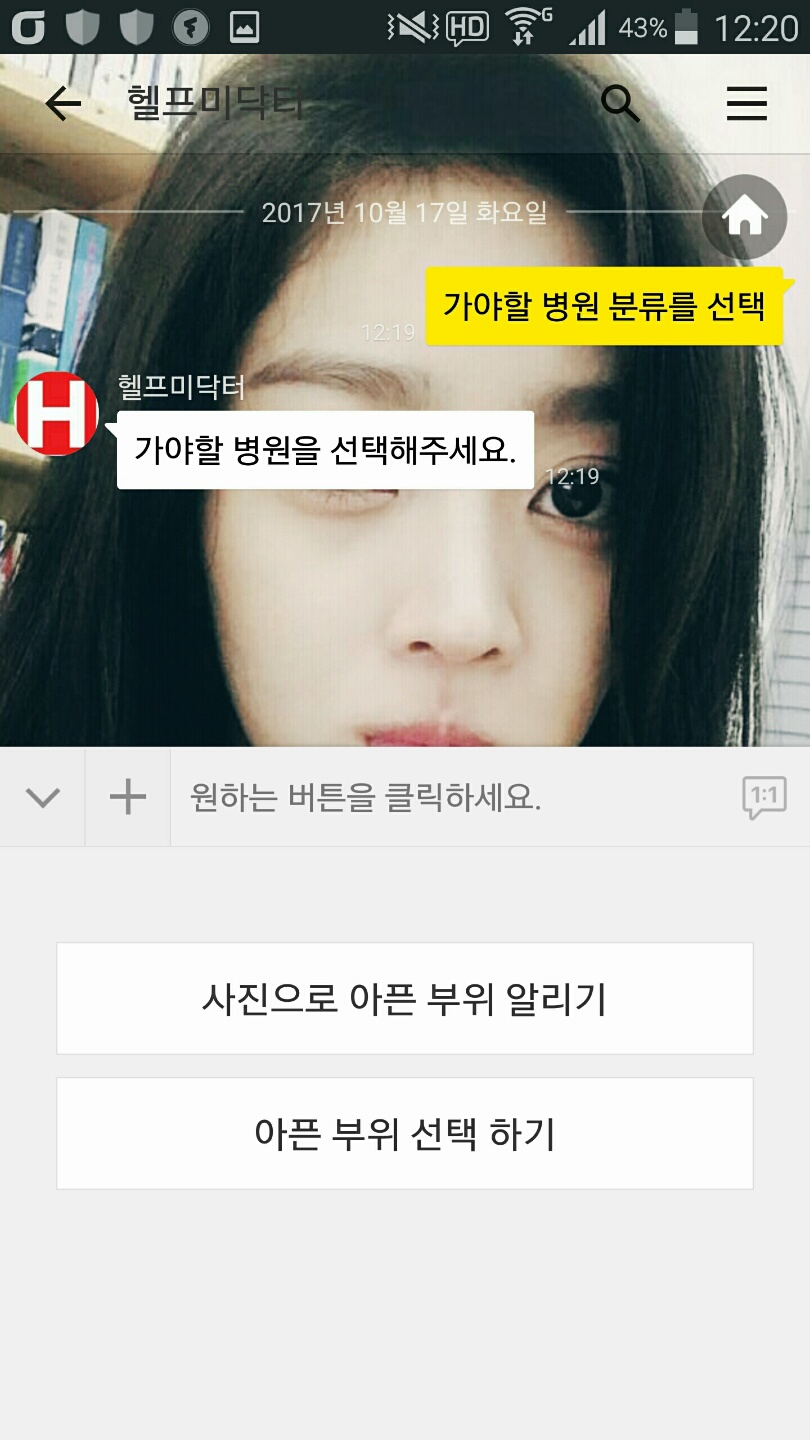 G 43% 12:20
HD
헬프미닥터
2017년 10월 17일 화요일
가야할 병원 분류를 선택
12:19
H
헬프미닥터
가야할 병원을 선택해주세요.
12:19
원하는 버튼을 클릭하세요.
1:1
사진으로 아픈 부위 알리기
아픈 부위 선택 하기